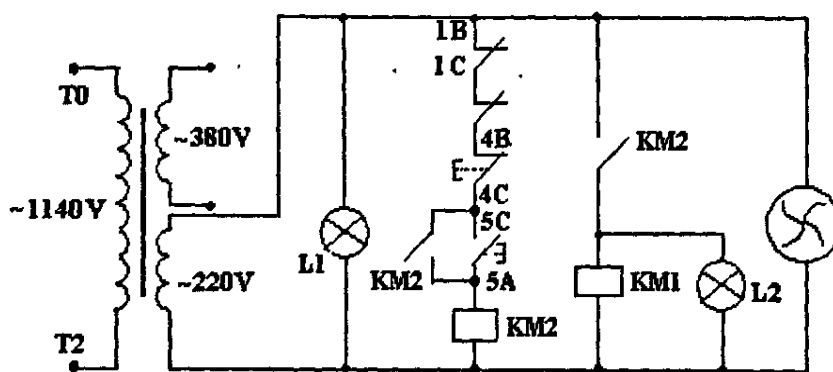 1B
1C
T0
~380V
4B
KM2
~1140V
4C
5C
L1
~220V
KM2
5A
KM1
L2
T2
KM2